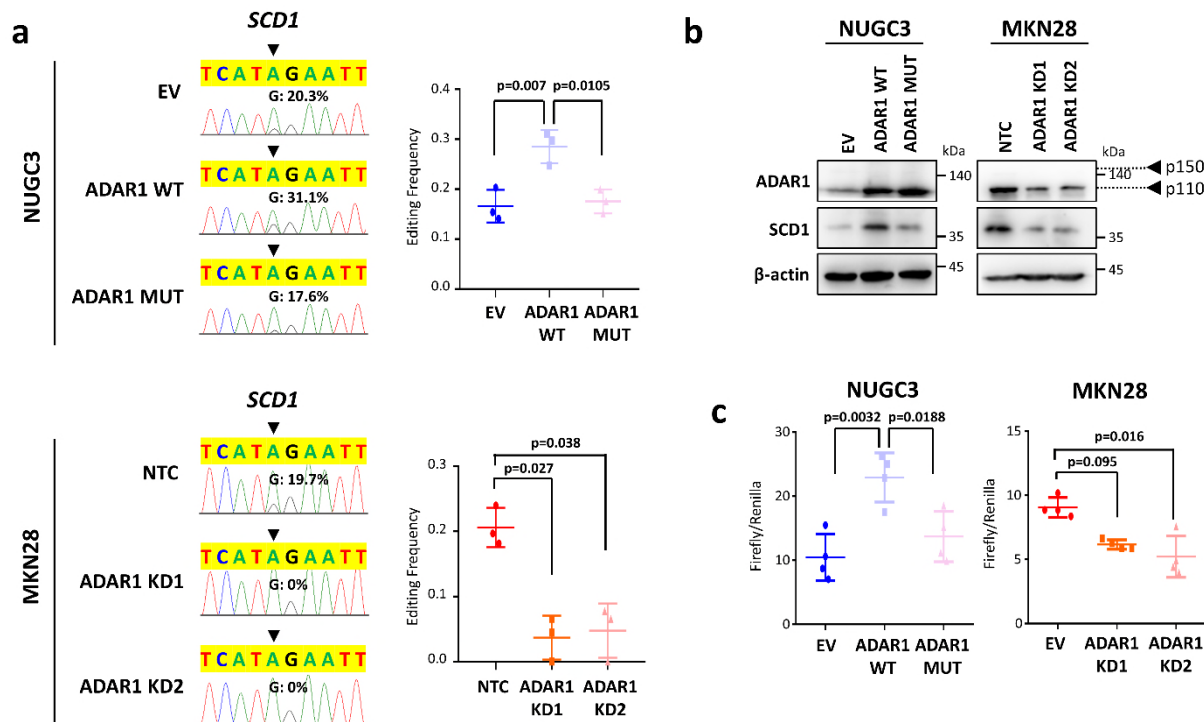 a
SCD1
NUGC3
EV
TCATAGAATT
G: 20.3%
ADAR1 WT
TCATAGAATT
G: 31.1%
ADAR1 MUT
TCATAGAATT
G: 17.6%
Editing Frequency
0.4
0.3
0.2
0.1
0.0
p=0.007
p=0.0105
EV
ADAR1
WT
ADAR1
MUT
SCD1
MKN28
NTC
TCATAGAATT
G: 19.7%
ADAR1 KD1
TCATAGAATT
G: 0%
ADAR1 KD2
TCATAGAATT
G: 0%
Editing Frequency
0.3
0.2
0.1
0.0
p=0.038
p=0.027
NTC
ADAR1
KD1
ADAR1
KD2
b
NUGC3
MKN28
EV
ADAR1 WT
ADAR1 MUT
kDa
NTC
ADAR1 KD1
ADAR1 KD2
kDa
ADAR1
140
140
p150
p110
SCD1
35
35
β-actin
45
45
c
NUGC3
Firefly/Renilla
30
20
10
0
p=0.0032
p=0.0188
EV
ADAR1
WT
ADAR1
MUT
MKN28
Firefly/Renilla
15
10
5
0
p=0.016
p=0.095
EV
ADAR1
KD1
ADAR1
KD2